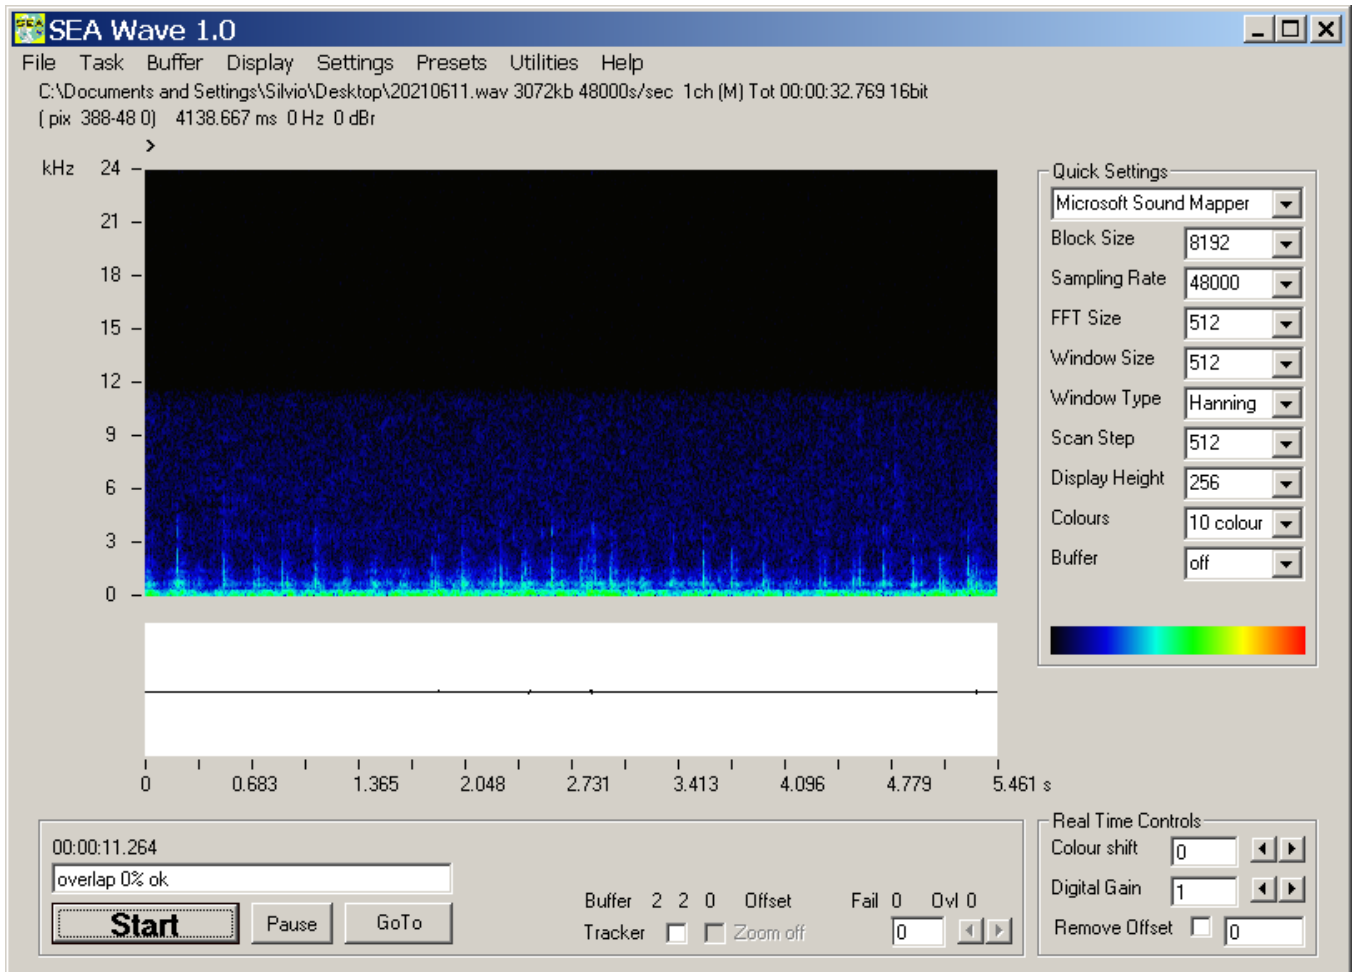 SEA Wave 1.0
File Task Buffer Display Settings Presets Utilities Help
C:\Documents and Settings\Silvio\Desktop\20210611.wav 3072kb 48000s/sec 1ch (M) Tot 00:00:32.769 16bit
( pix 388-48 0) 4138.667 ms 0 Hz 0 dBr
>
kHz 24
21
18
15
12
9
6
3
0
0 0.683 1.365 2.048 2.731 3.413 4.096 4.779 5.461 s
Quick Settings
Microsoft Sound Mapper
Block Size 8192
Sampling Rate 48000
FFT Size 512
Window Size 512
Window Type Hanning
Scan Step 512
Display Height 256
Colours 10 colour
Buffer off
00:00:11.264
overlap 0% ok
Start Pause GoTo
Buffer 2 2 0 Offset Fail 0 Ovl 0
Tracker Zoom off 0
Real Time Controls
Colour shift 0
Digital Gain 1
Remove Offset 0